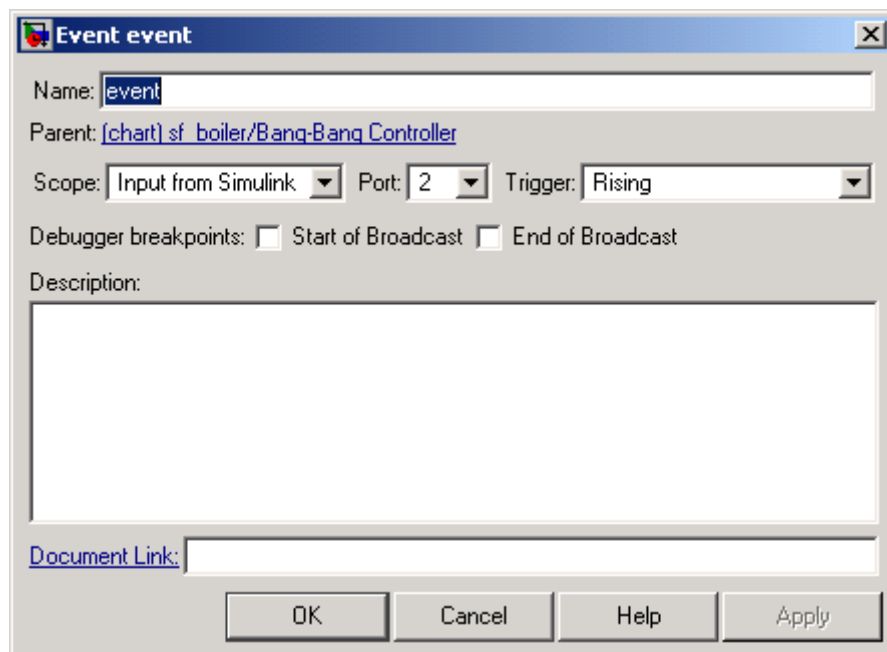 Event event
Name: event
Parent: (chart) sf_boiler/Bang-Bang Controller
Scope: Input from Simulink Port: 2 Trigger: Rising
Debugger breakpoints: Start of Broadcast End of Broadcast
Description:
Document Link:
OK Cancel Help Apply